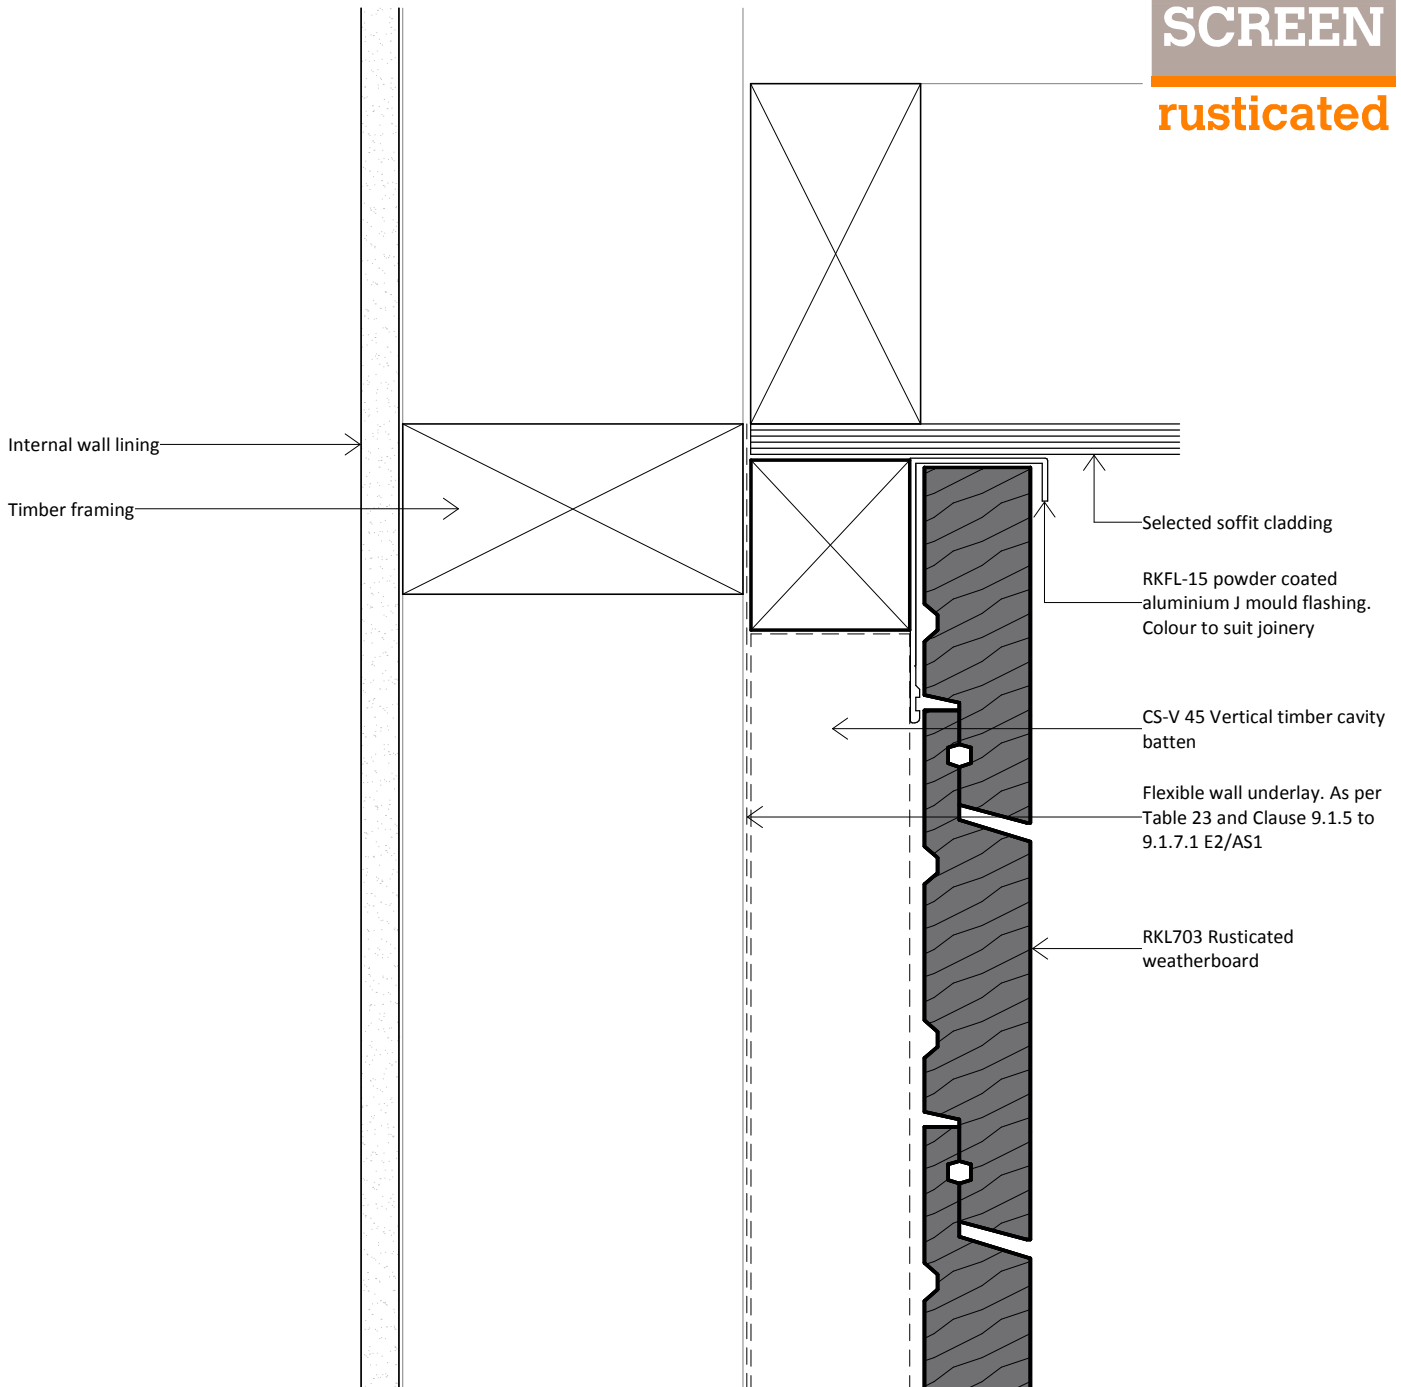 SCREEN
rusticated
Internal wall lining
Timber framing
Selected soffit cladding
RKFL-15 powder coated
aluminium J mould flashing.
Colour to suit joinery
CS-V 45 Vertical timber cavity
batten
Flexible wall underlay. As per
Table 23 and Clause 9.1.5 to
9.1.7.1 E2/AS1
RKL703 Rusticated
weatherboard